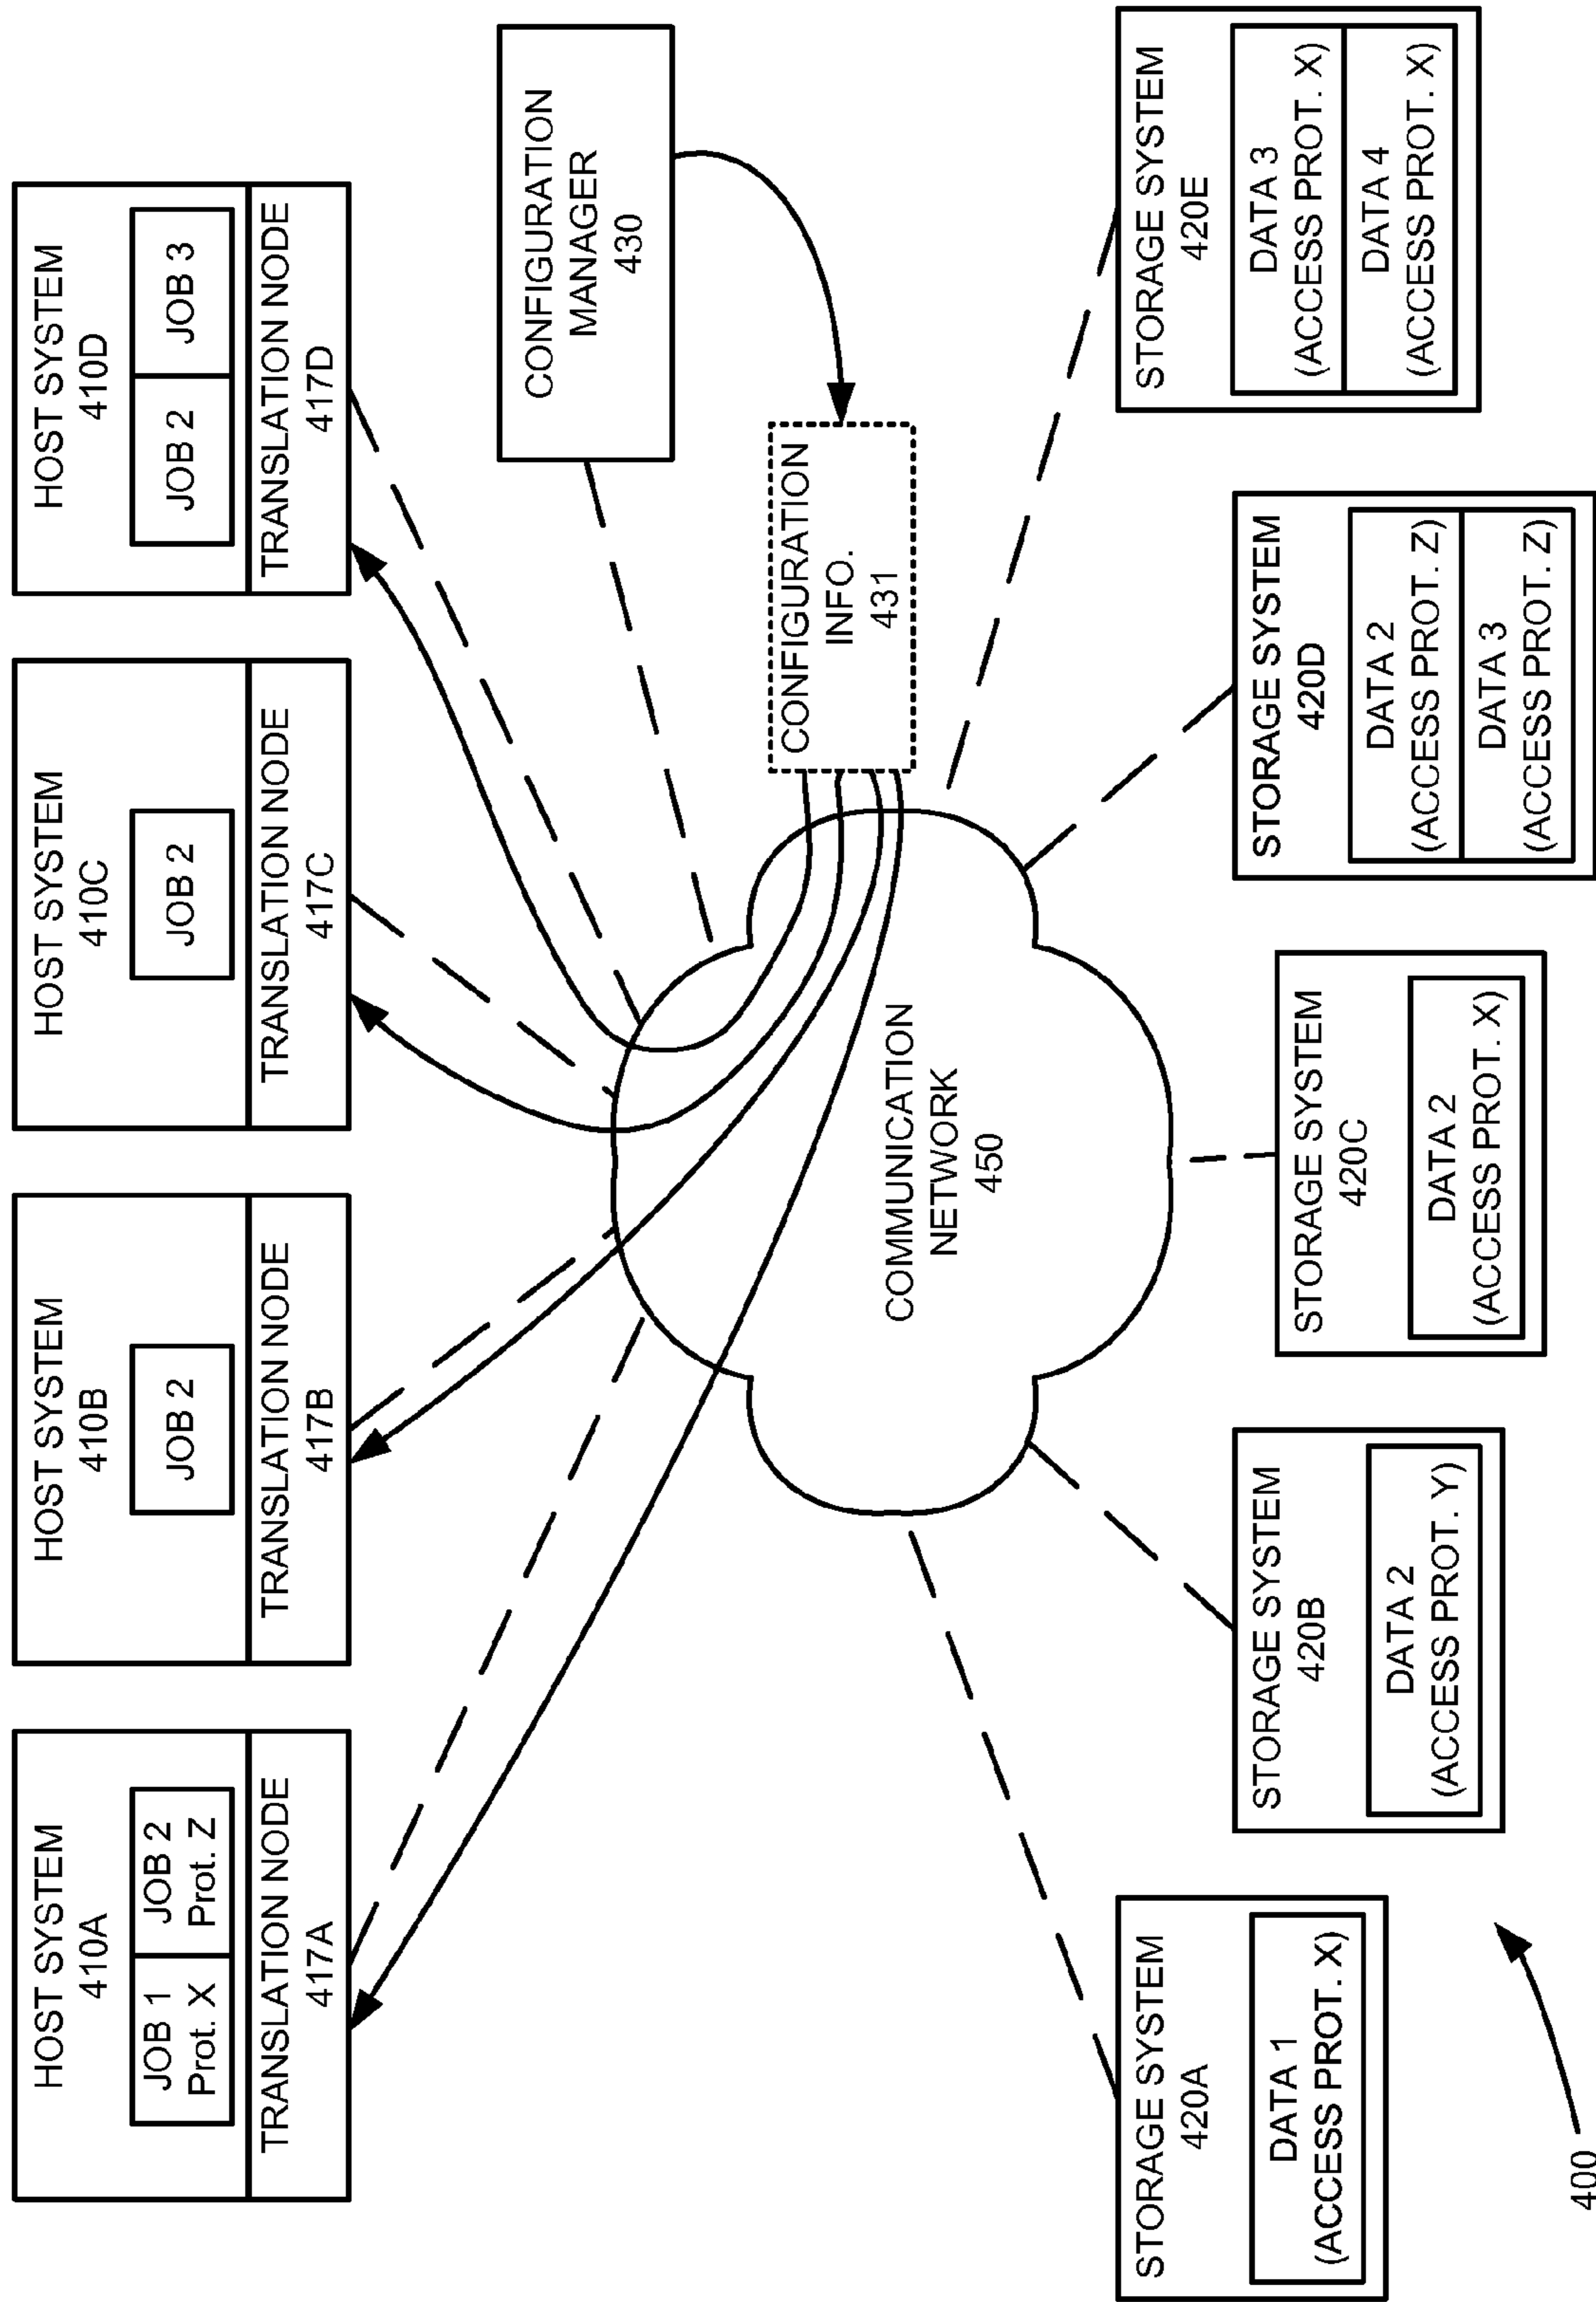 HOST SYSTEM
410A
JOB 1
Prot. X
JOB 2
Prot. Z
TRANSLATION NODE
417A
HOST SYSTEM
410B
JOB 2
TRANSLATION NODE
417B
HOST SYSTEM
410C
JOB 2
TRANSLATION NODE
417C
HOST SYSTEM
410D
JOB 2
JOB 3
TRANSLATION NODE
417D
CONFIGURATION
MANAGER
430
CONFIGURATION
INFO.
431
COMMUNICATION
NETWORK
450
STORAGE SYSTEM
420A
DATA 1
(ACCESS PROT. X)
STORAGE SYSTEM
420B
DATA 2
(ACCESS PROT. Y)
STORAGE SYSTEM
420C
DATA 2
(ACCESS PROT. X)
STORAGE SYSTEM
420D
DATA 2
(ACCESS PROT. Z)
DATA 3
(ACCESS PROT. Z)
STORAGE SYSTEM
420E
DATA 3
(ACCESS PROT. X)
DATA 4
(ACCESS PROT. X)
400